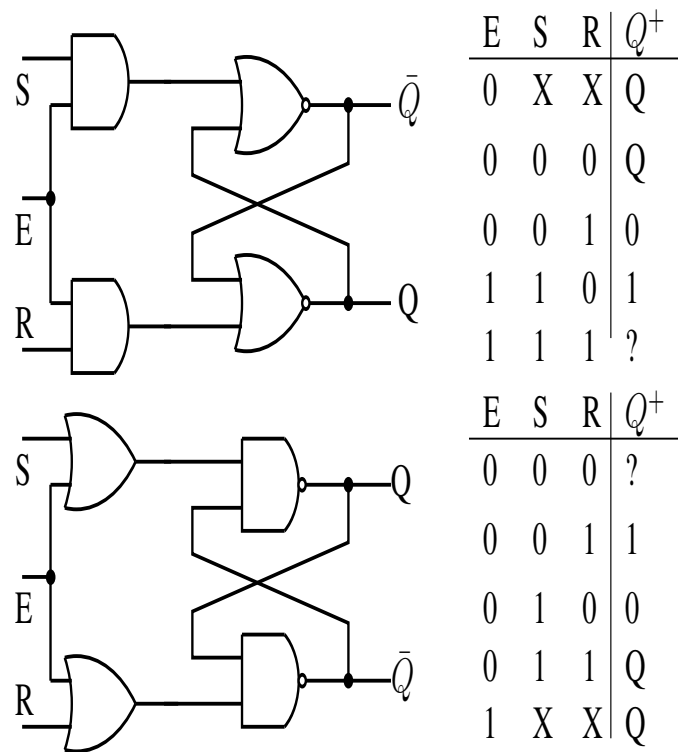 S
E
R
Q̄
Q
E S R Q⁺
0 X X Q
0 0 0 Q
0 0 1 0
1 1 0 1
1 1 1 ?
S
E
R
Q
Q̄
E S R Q⁺
0 0 0 ?
0 0 1 1
0 1 0 0
0 1 1 Q
1 X X Q